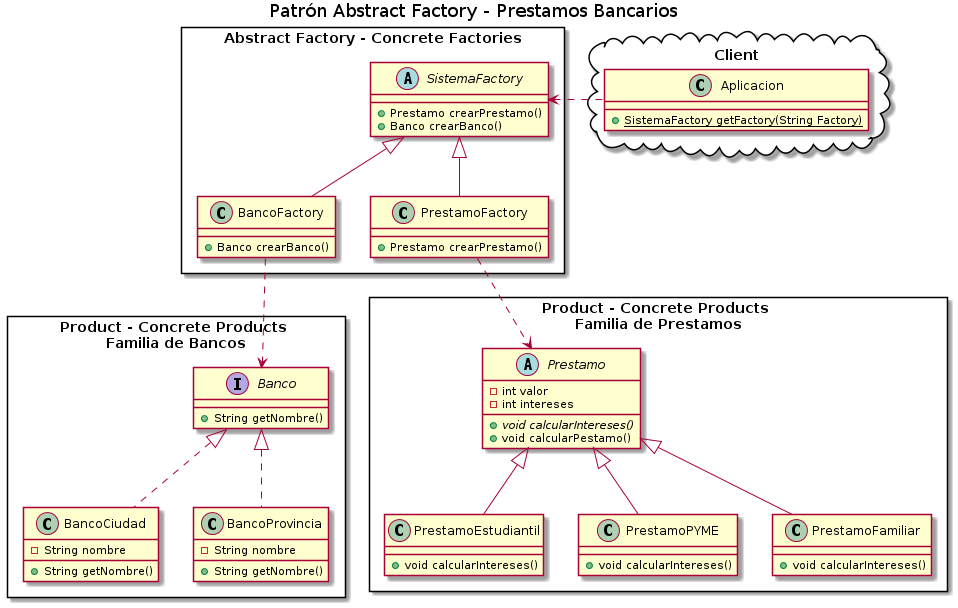 Patrón Abstract Factory - Prestamos Bancarios
Abstract Factory - Concrete Factories
A SistemaFactory
Prestamo crearPrestamo()
Banco crearBanco()
Client
C Aplicacion
SistemaFactory getFactory(String Factory)
C BancoFactory
Banco crearBanco()
C PrestamoFactory
Prestamo crearPrestamo()
Product - Concrete Products
Familia de Bancos
I Banco
String getNombre()
C BancoCiudad
String nombre
String getNombre()
C BancoProvincia
String nombre
String getNombre()
Product - Concrete Products
Familia de Prestamos
A Prestamo
int valor
int intereses
void calcularIntereses()
void calcularPestamo()
C PrestamoEstudiantil
void calcularIntereses()
C PrestamoPYME
void calcularIntereses()
C PrestamoFamiliar
void calcularIntereses()